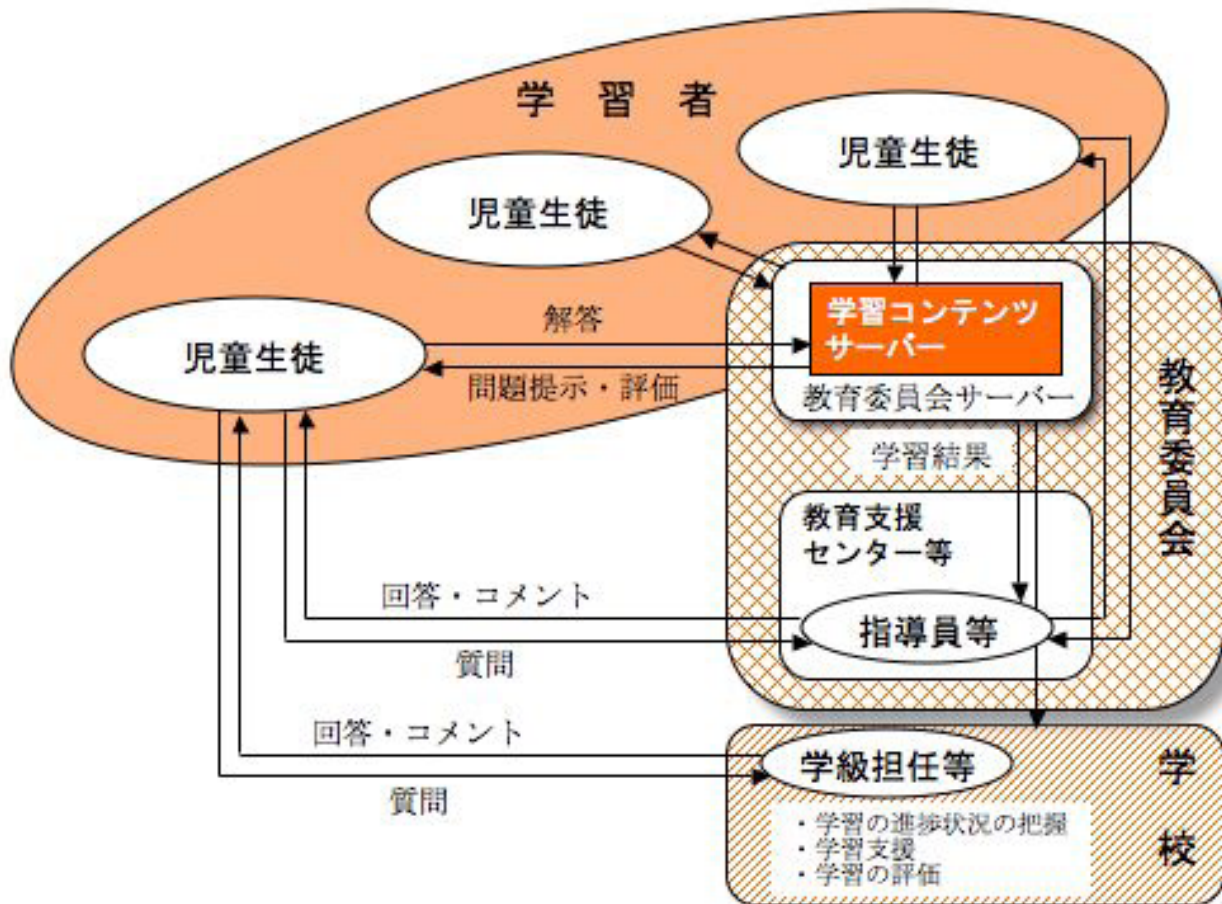 学 習 者
児童生徒
児童生徒
児童生徒
解答
問題提示・評価
学習コンテンツ
サーバー
教育委員会サーバー
学習結果
教育委員会
教育支援
センター等
指導員等
回答・コメント
質問
回答・コメント
質問
学級担任等
・学習の進捗状況の把握
・学習支援
・学習の評価
学校